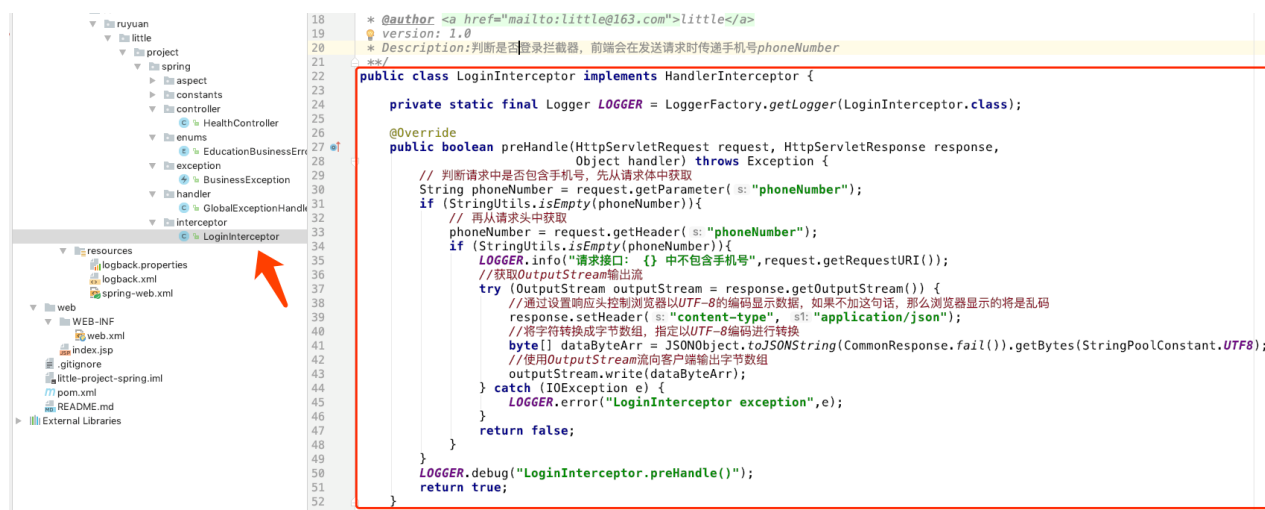 ruyuan
little
project
spring
aspect
constants
controller
HealthController
enums
EducationBusinessErr
exception
BusinessException
handler
GlobalExceptionHandle
interceptor
LoginInterceptor
resources
logback.properties
logback.xml
spring-web.xml
web
WEB-INF
web.xml
index.jsp
.gitignore
little-project-spring.iml
pom.xml
README.md
External Libraries
18 * @author <a href="mailto:little@163.com">little</a>
19 * version: 1.0
20 * Description:判断是否登录拦截器，前端会在发送请求时传递手机号phoneNumber
21 **/
22 public class LoginInterceptor implements HandlerInterceptor {
23
24 private static final Logger LOGGER = LoggerFactory.getLogger(LoginInterceptor.class);
25
26 @Override
27 public boolean preHandle(HttpServletRequest request, HttpServletResponse response,
28 Object handler) throws Exception {
29 // 判断请求中是否包含手机号，先从请求体中获取
30 String phoneNumber = request.getParameter( s: "phoneNumber");
31 if (StringUtils.isEmpty(phoneNumber)){
32 // 再从请求头中获取
33 phoneNumber = request.getHeader( s: "phoneNumber");
34 if (StringUtils.isEmpty(phoneNumber)){
35 LOGGER.info("请求接口： {} 中不包含手机号",request.getRequestURI());
36 //获取OutputStream输出流
37 try (OutputStream outputStream = response.getOutputStream()) {
38 //通过设置响应头控制浏览器以UTF-8的编码显示数据，如果不加这句话，那么浏览器显示的将是乱码
39 response.setHeader( s: "content-type", s1: "application/json");
40 //将字符转换成字节数组，指定以UTF-8编码进行转换
41 byte[] dataByteArr = JSONObject.toJSONString(CommonResponse.fail()).getBytes(StringPoolConstant.UTF8);
42 //使用OutputStream流向客户端输出字节数组
43 outputStream.write(dataByteArr);
44 } catch (IOException e) {
45 LOGGER.error("LoginInterceptor exception",e);
46 }
47 return false;
48 }
49 }
50 LOGGER.debug("LoginInterceptor.preHandle()");
51 return true;
52 }